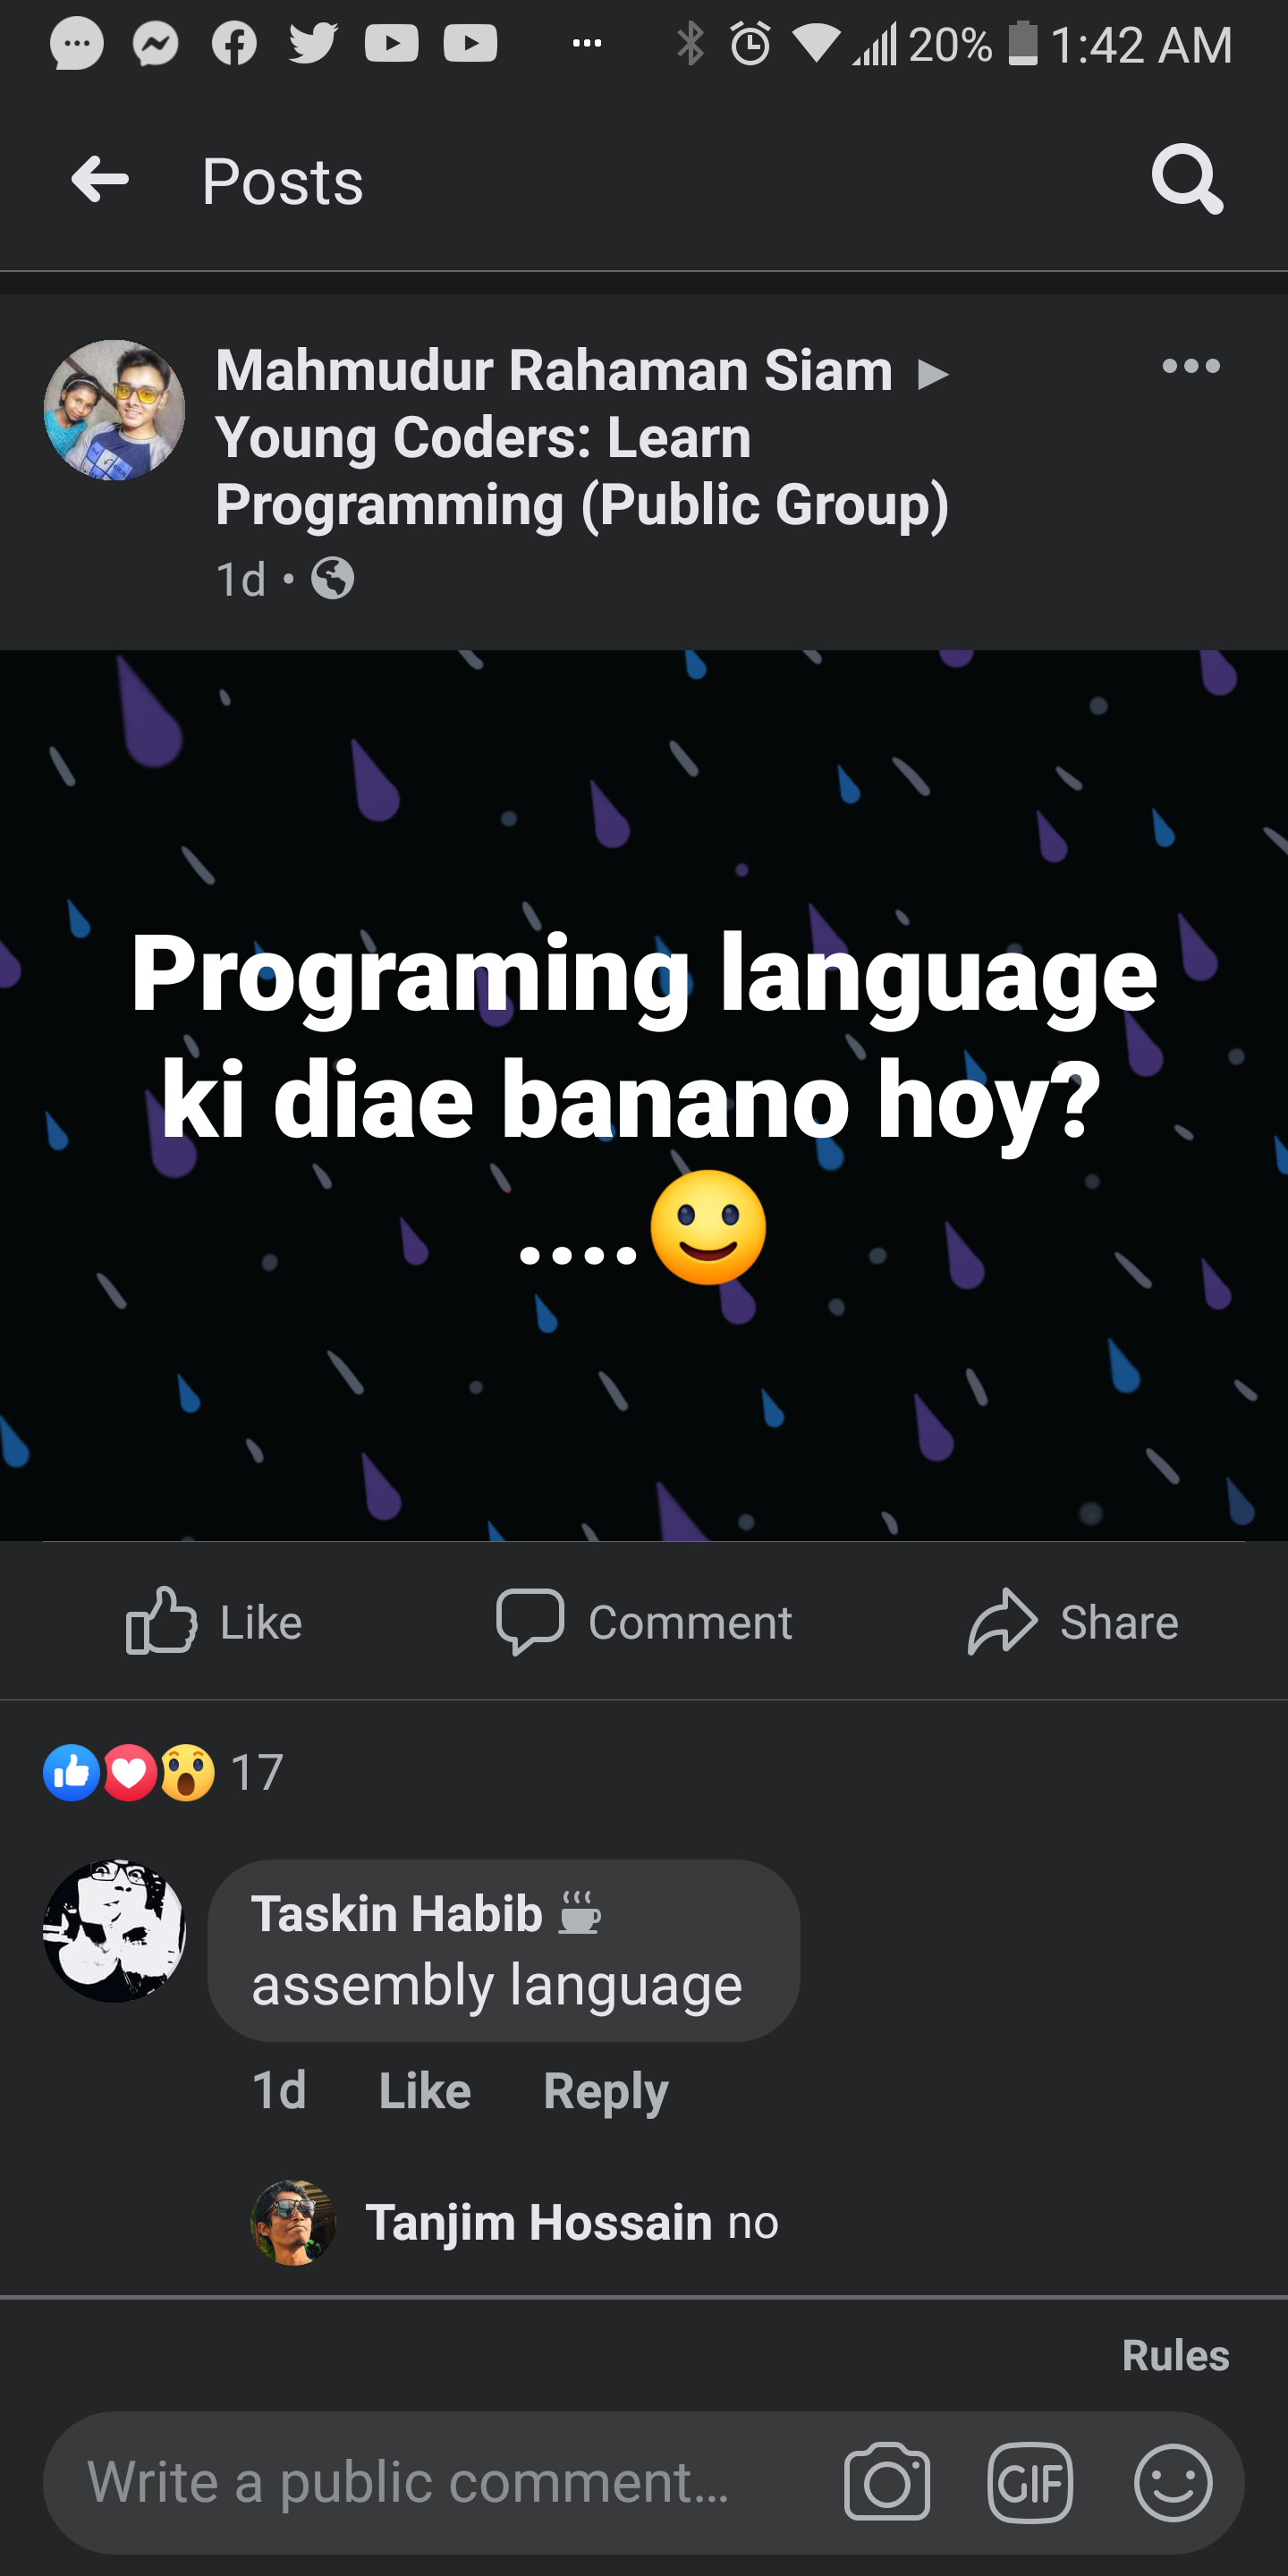 20% 1:42 AM
Posts
Mahmudur Rahaman Siam ▶
Young Coders: Learn
Programming (Public Group)
1d •
Programing language
ki diae banano hoy?
....🙂
Like Comment Share
17
Taskin Habib
assembly language
1d Like Reply
Tanjim Hossain no
Rules
Write a public comment... GIF